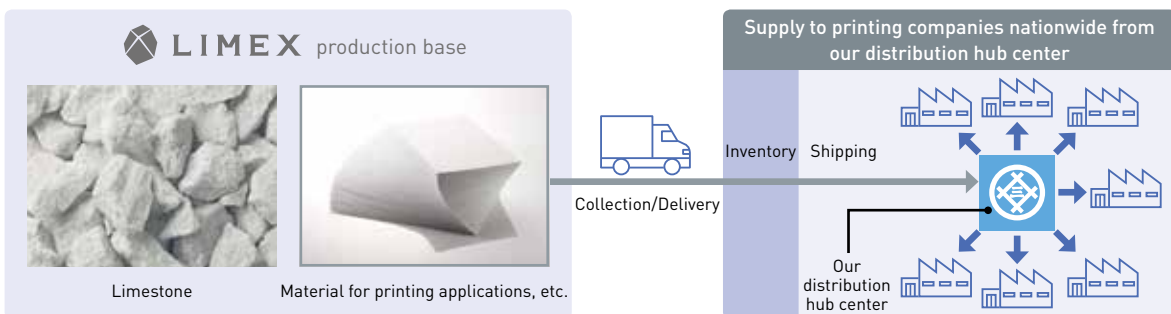 LIMEX production base
Limestone
Material for printing applications, etc.
Collection/Delivery
Supply to printing companies nationwide from
our distribution hub center
Inventory
Shipping
Our
distribution
hub center